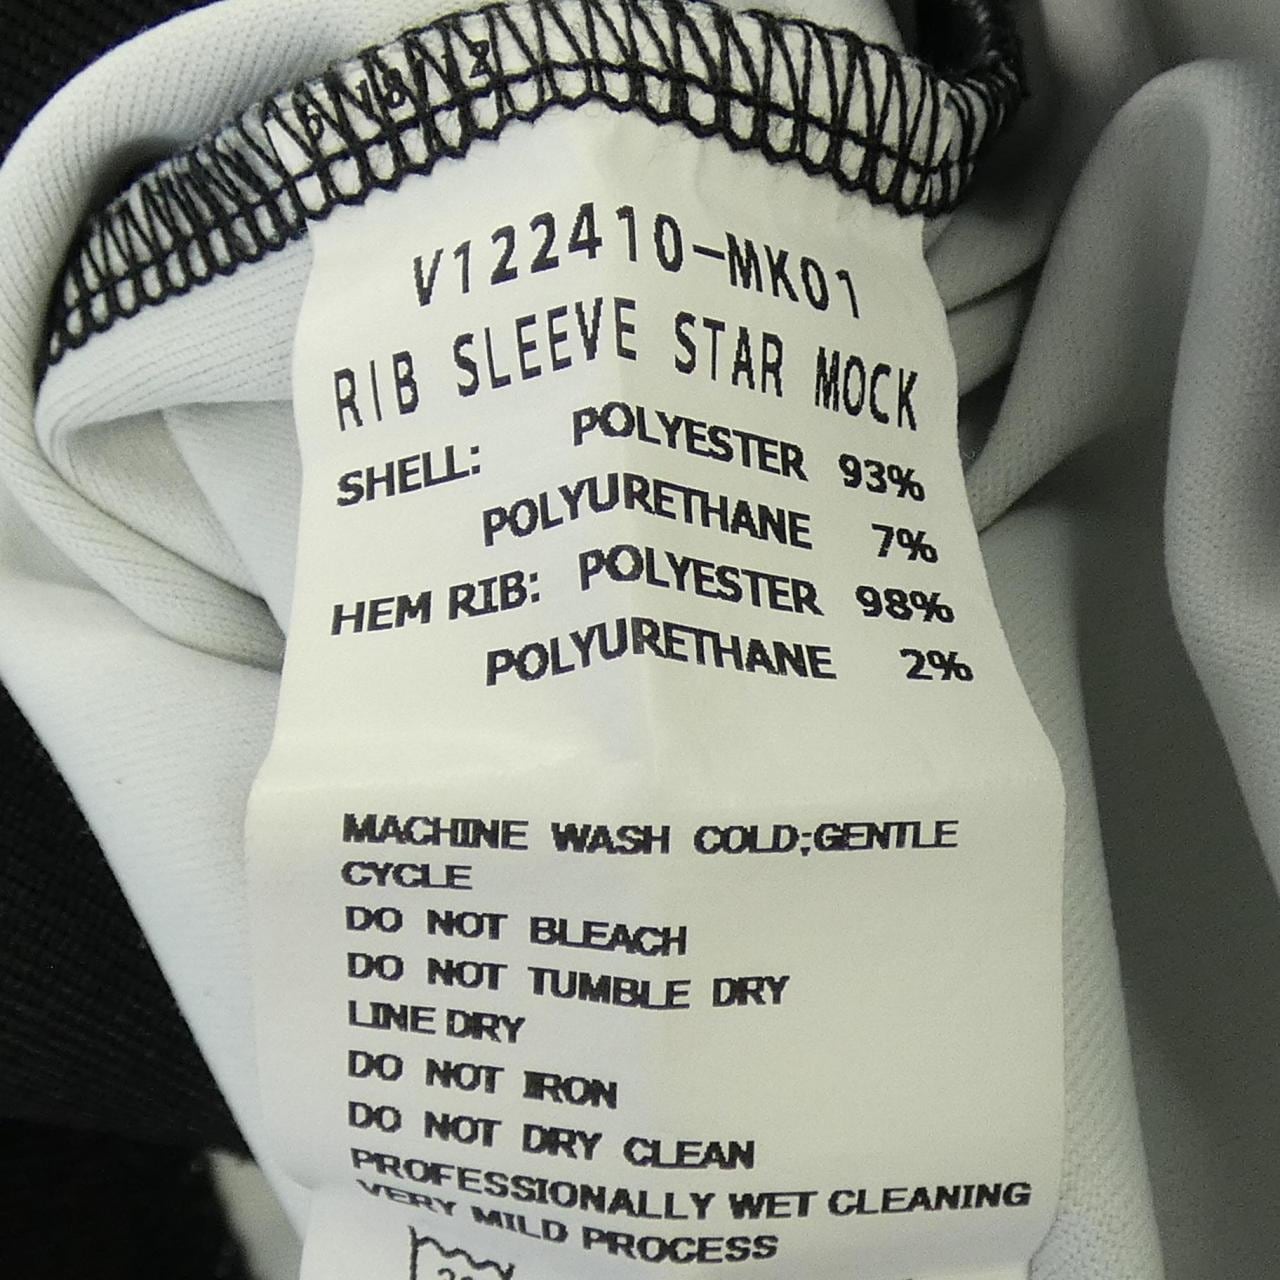 V122410-MK01
RIB SLEEVE STAR MOCK
SHELL: POLYESTER 93%
POLYURETHANE 7%
HEM RIB: POLYESTER 98%
POLYURETHANE 2%
MACHINE WASH COLD;GENTLE
CYCLE
DO NOT BLEACH
DO NOT TUMBLE DRY
LINE DRY
DO NOT IRON
DO NOT DRY CLEAN
PROFESSIONALLY WET CLEANING
VERY MILD PROCESS